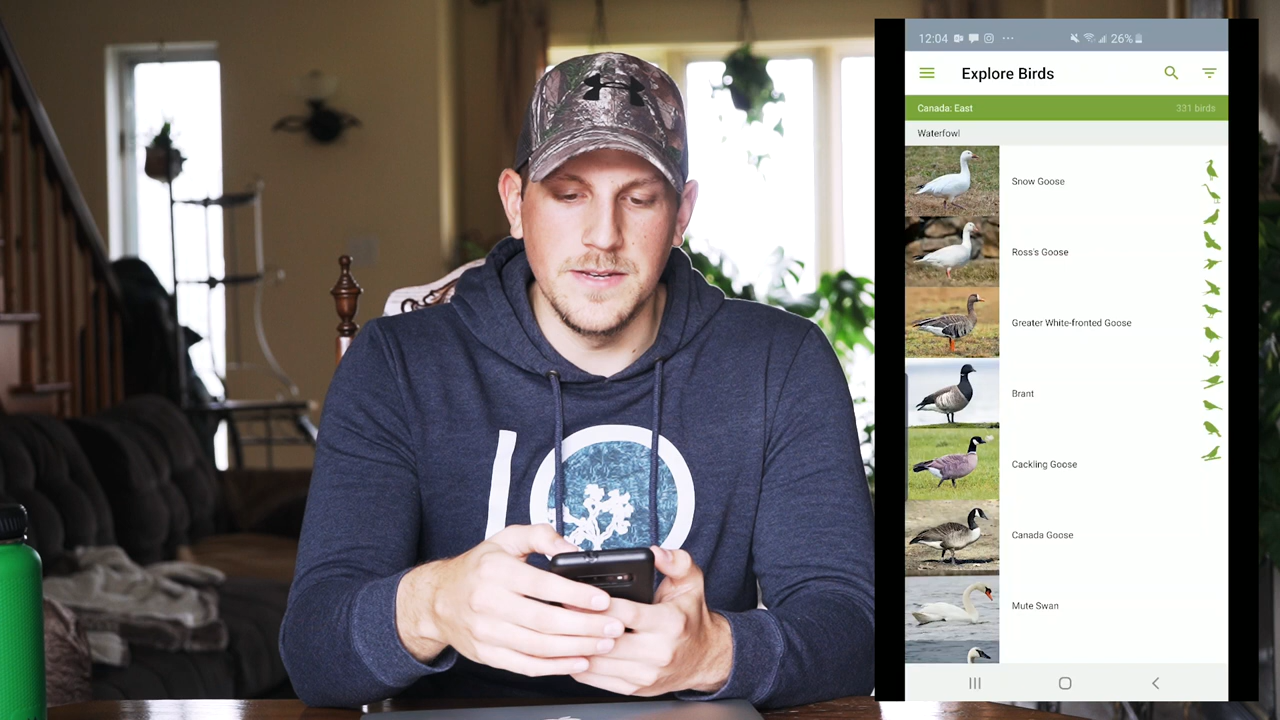 12:04
26%
Explore Birds
Canada: East
331 birds
Waterfowl
Snow Goose
Ross's Goose
Greater White-fronted Goose
Brant
Cackling Goose
Canada Goose
Mute Swan
10